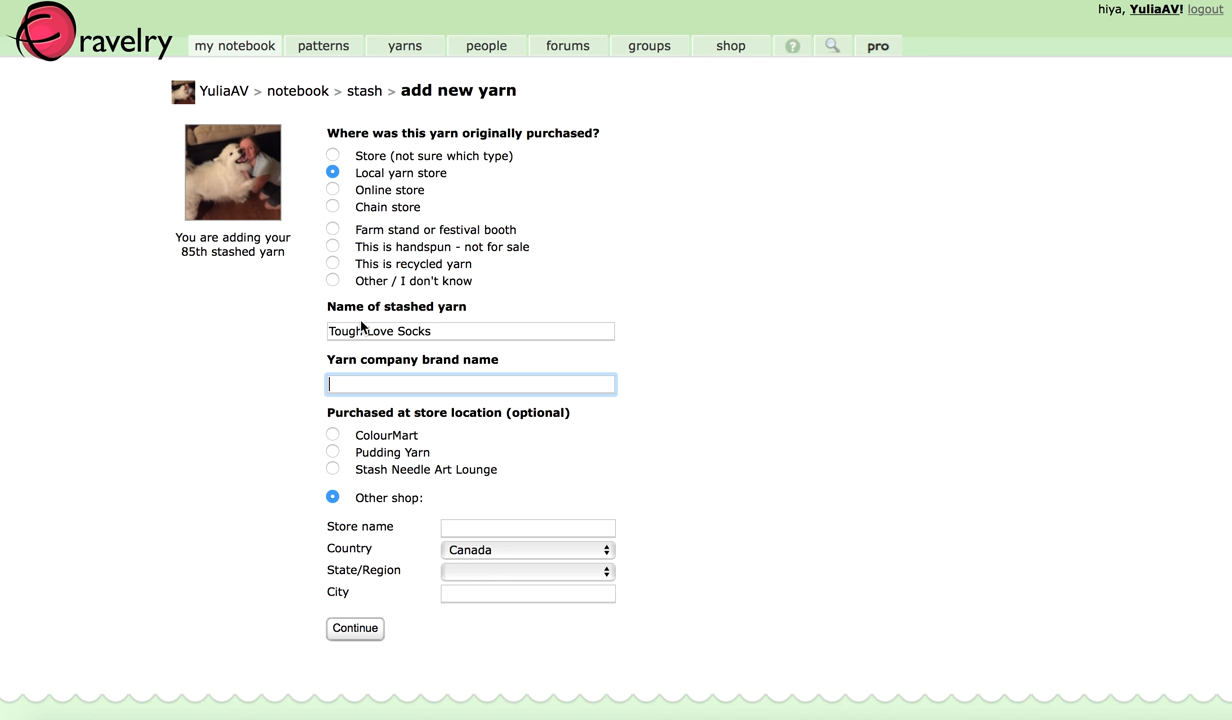 hiya, YuliaAV! logout
ravelry
my notebook
patterns
yarns
people
forums
groups
shop
?
pro
YuliaAV > notebook > stash > add new yarn
You are adding your
85th stashed yarn
Where was this yarn originally purchased?
Store (not sure which type)
Local yarn store
Online store
Chain store
Farm stand or festival booth
This is handspun - not for sale
This is recycled yarn
Other / I don't know
Name of stashed yarn
Tough Love Socks
Yarn company brand name
Purchased at store location (optional)
ColourMart
Pudding Yarn
Stash Needle Art Lounge
Other shop:
Store name
Country
Canada
State/Region
City
Continue